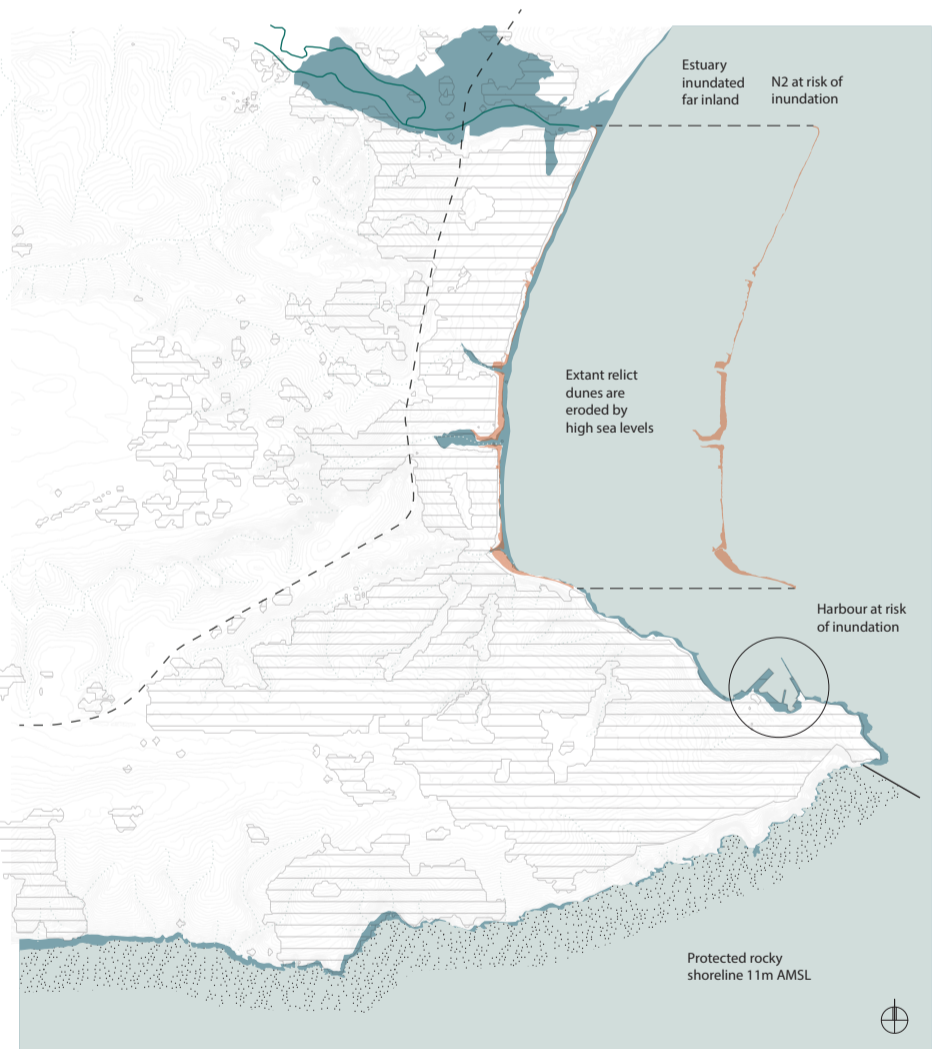 Estuary
inundated
far inland
N2 at risk of
inundation
Extant relict
dunes are
eroded by
high sea levels
Harbour at risk
of inundation
Protected rocky
shoreline 11m AMSL